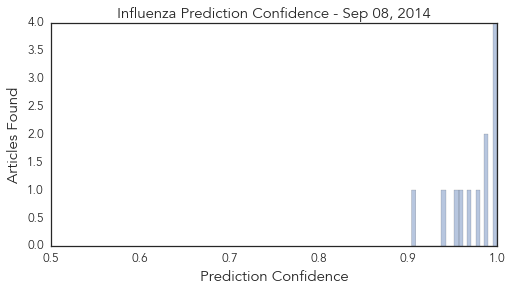 Influenza Prediction Confidence - Sep 08, 2014
Articles Found
4.0
3.5
3.0
2.5
2.0
1.5
1.0
0.5
0.0
0.5 0.6 0.7 0.8 0.9 1.0
Prediction Confidence